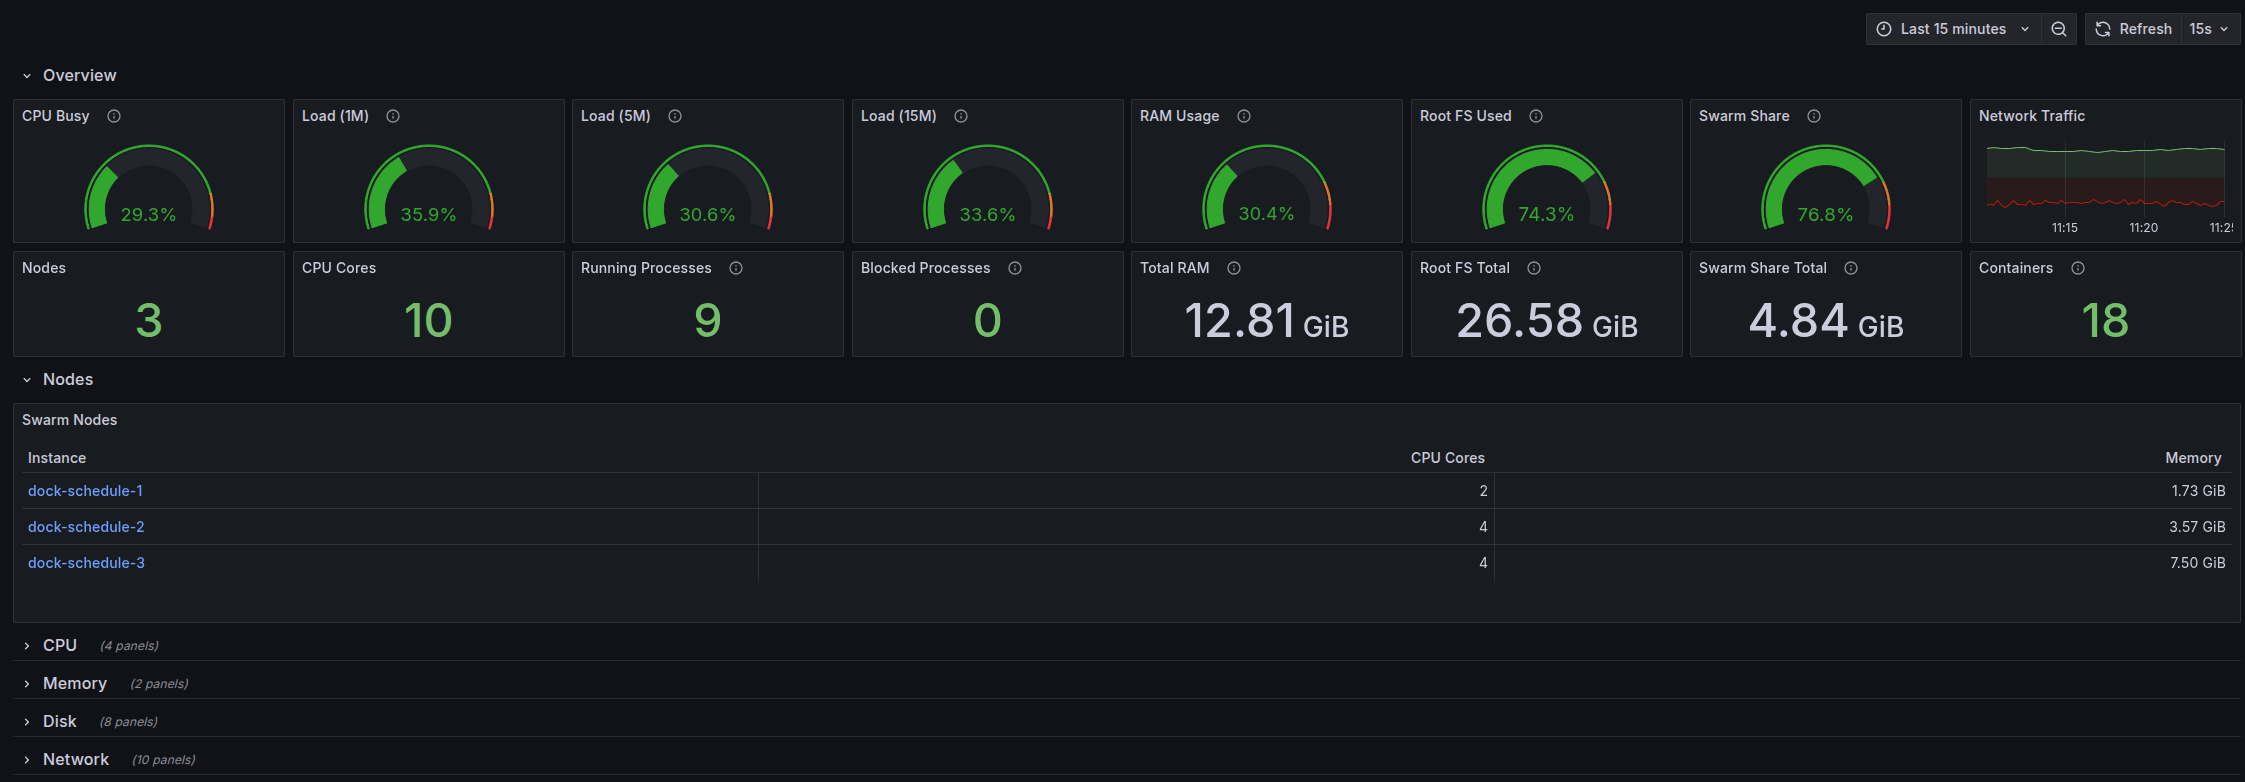 Last 15 minutes Refresh 15s
Overview
CPU Busy Load (1M) Load (5M) Load (15M) RAM Usage Root FS Used Swarm Share Network Traffic
29.3% 35.9% 30.6% 33.6% 30.4% 74.3% 76.8%
11:15 11:20
Nodes CPU Cores Running Processes Blocked Processes Total RAM Root FS Total Swarm Share Total Containers
3 10 9 0 12.81 GiB 26.58 GiB 4.84 GiB 18
Nodes
Swarm Nodes
Instance CPU Cores Memory
dock-schedule-1 2 1.73 GiB
dock-schedule-2 4 3.57 GiB
dock-schedule-3 4 7.50 GiB
CPU (4 panels)
Memory (2 panels)
Disk (8 panels)
Network (10 panels)